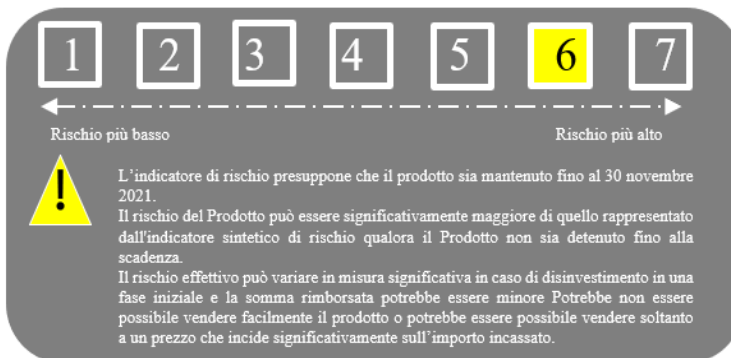 1 2 3 4 5 6 7
Rischio più basso Rischio più alto
!
L'indicatore di rischio presuppone che il prodotto sia mantenuto fino al 30 novembre
2021.
Il rischio del Prodotto può essere significativamente maggiore di quello rappresentato
dall'indicatore sintetico di rischio qualora il Prodotto non sia detenuto fino alla
scadenza.
Il rischio effettivo può variare in misura significativa in caso di disinvestimento in una
fase iniziale e la somma rimborsata potrebbe essere minore Potrebbe non essere
possibile vendere facilmente il prodotto o potrebbe essere possibile vendere soltanto
a un prezzo che incide significativamente sull'importo incassato.